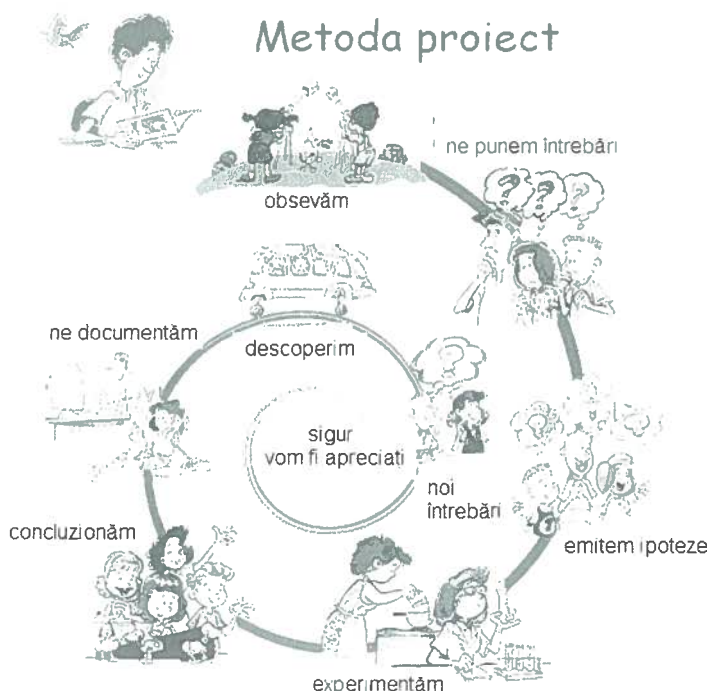 Metoda proiect
obsevăm
ne punem întrebări
emitem ipoteze
experimentăm
concluzionăm
ne documentăm
descoperim
noi
întrebări
sigur
vom fi apreciați